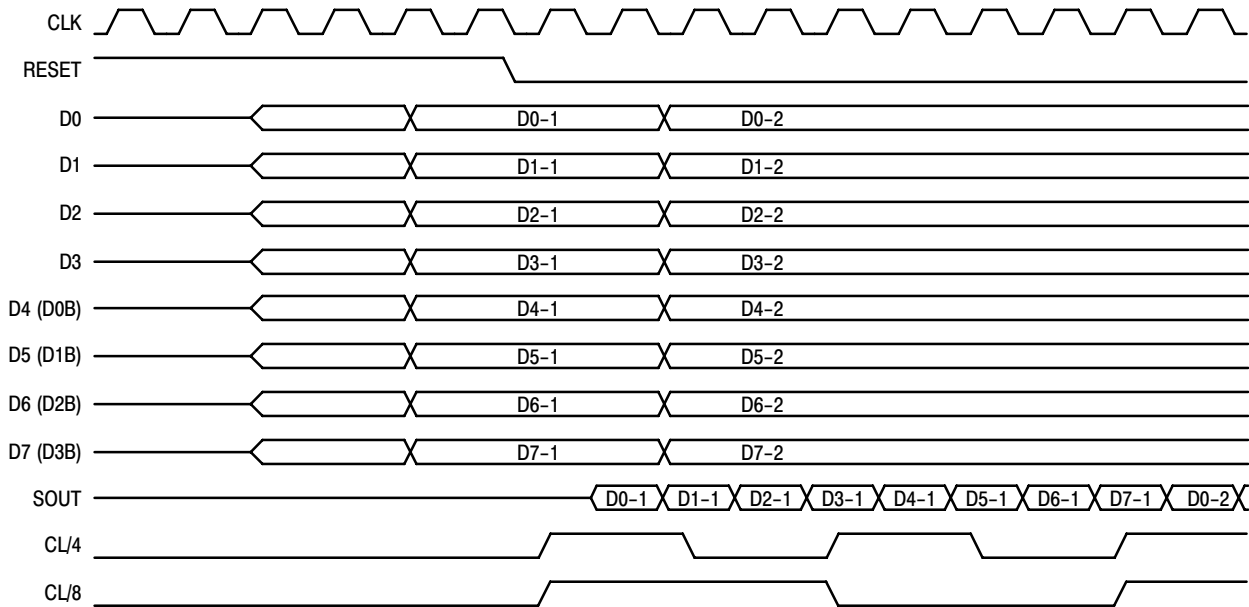 CLK
RESET
D0 D0-1 D0-2
D1 D1-1 D1-2
D2 D2-1 D2-2
D3 D3-1 D3-2
D4 (D0B) D4-1 D4-2
D5 (D1B) D5-1 D5-2
D6 (D2B) D6-1 D6-2
D7 (D3B) D7-1 D7-2
SOUT D0-1 D1-1 D2-1 D3-1 D4-1 D5-1 D6-1 D7-1 D0-2
CL/4
CL/8